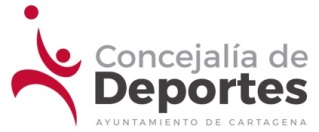 Concejalía de
Deportes
AYUNTAMIENTO DE CARTAGENA